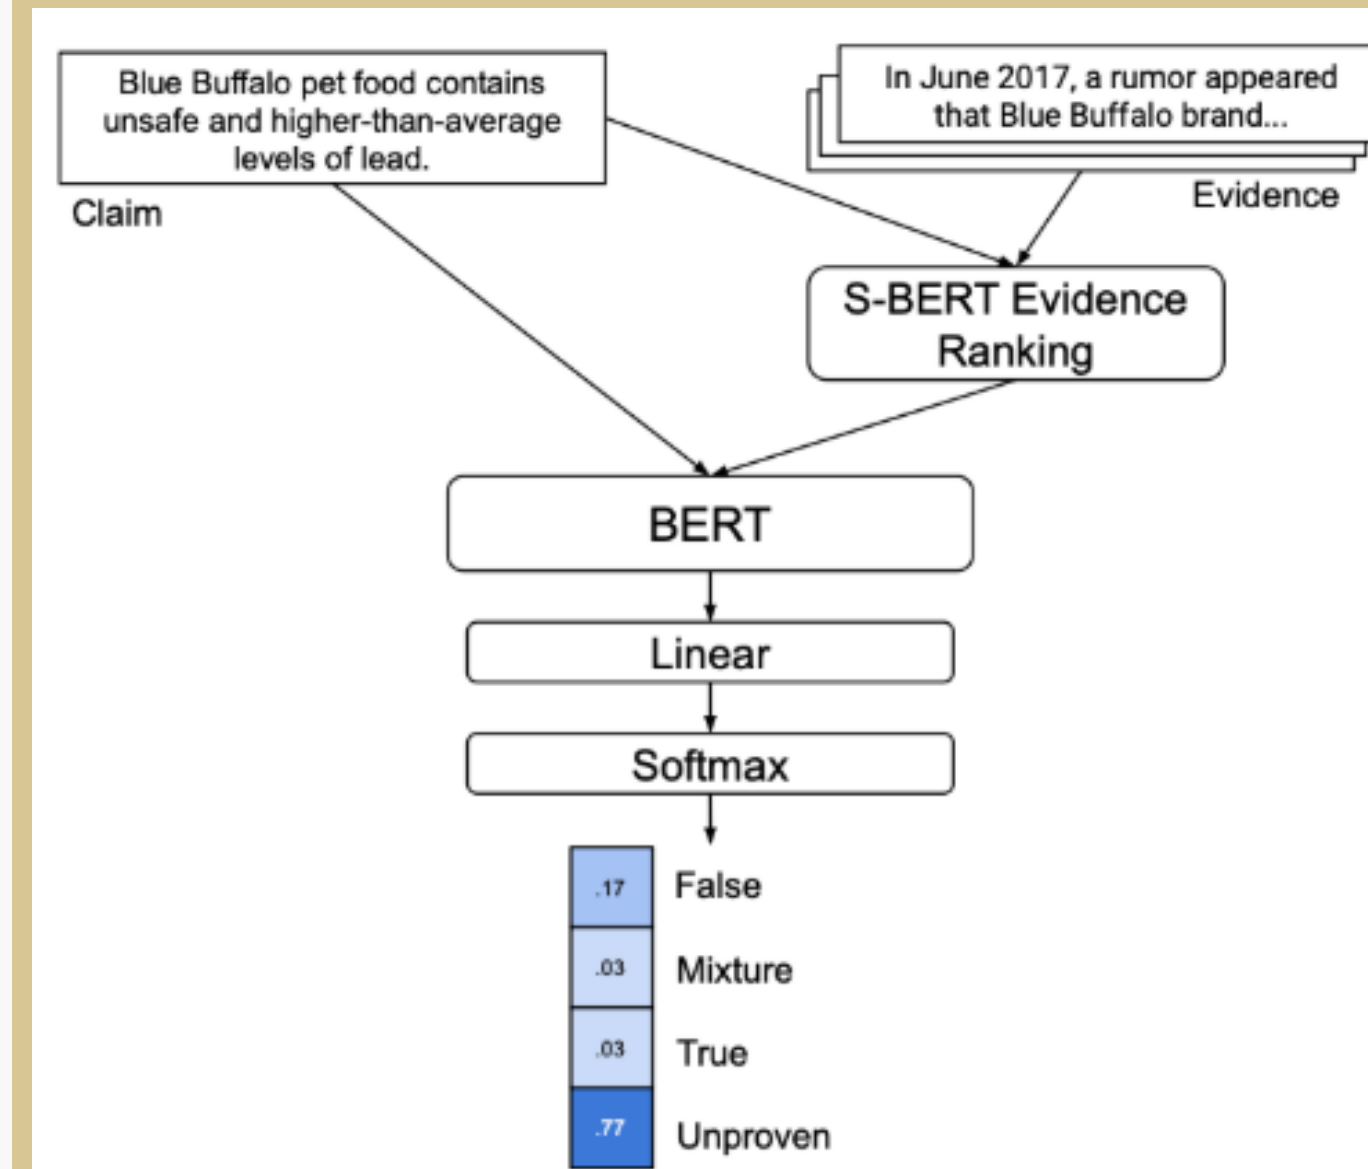 Blue Buffalo pet food contains
unsafe and higher-than-average
levels of lead.
Claim
In June 2017, a rumor appeared
that Blue Buffalo brand...
Evidence
S-BERT Evidence
Ranking
BERT
Linear
Softmax
.17 False
.03 Mixture
.03 True
.77 Unproven